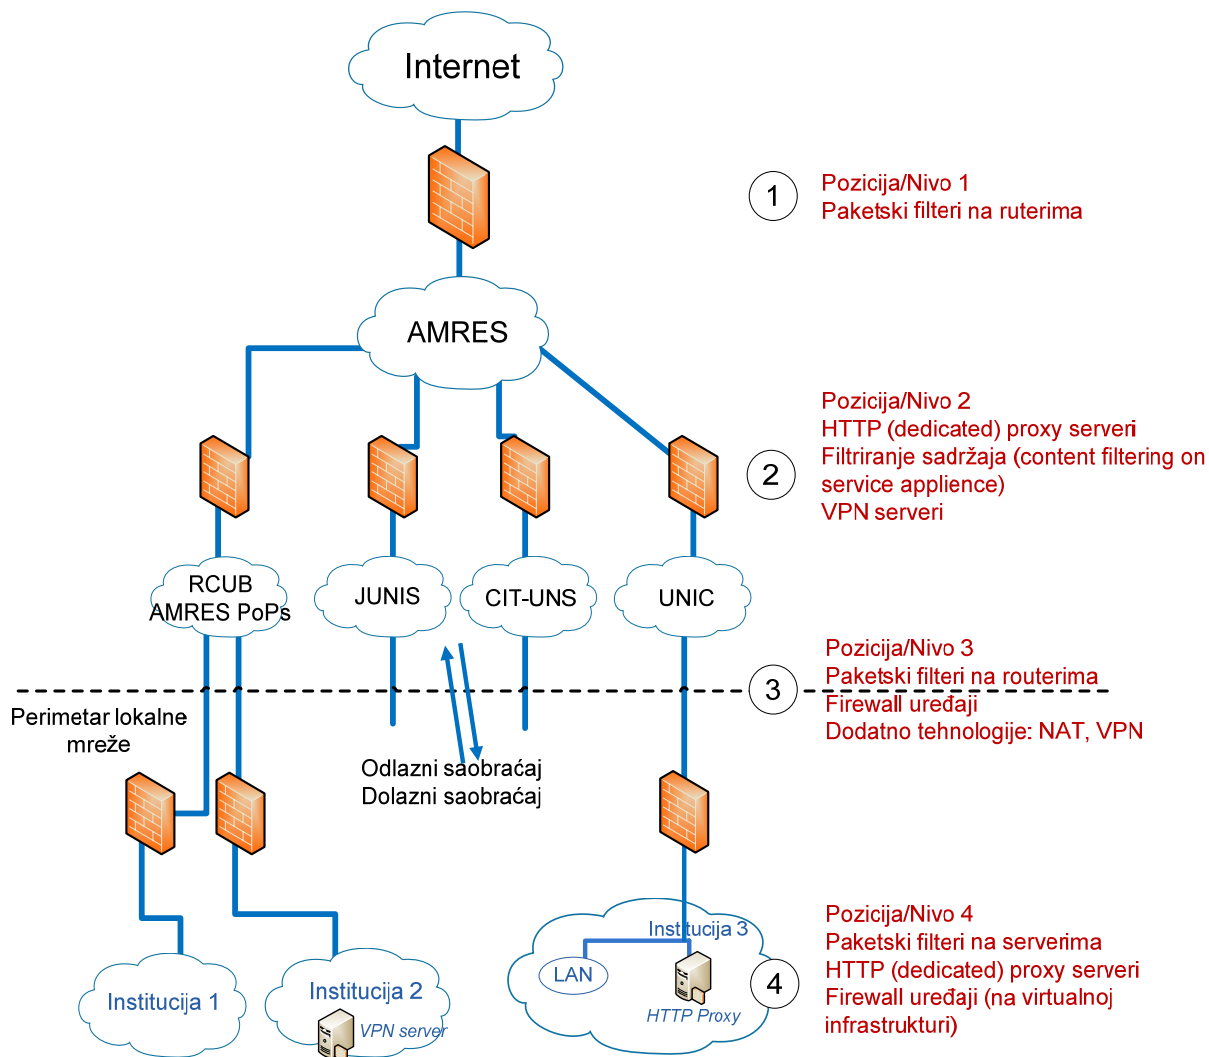 Internet
1
Pozicija/Nivo 1
Paketski filteri na ruterima
AMRES
2
Pozicija/Nivo 2
HTTP (dedicated) proxy serveri
Filtriranje sadržaja (content filtering on
service applience)
VPN serveri
RCUB
AMRES PoPs
JUNIS
CIT-UNS
UNIC
3
Pozicija/Nivo 3
Paketski filteri na routerima
Firewall uređaji
Dodatno tehnologije: NAT, VPN
Perimetar lokalne
mreže
Odlazni saobraćaj
Dolazni saobraćaj
Institucija 1
Institucija 2
VPN server
Institucija 3
LAN
HTTP Proxy
4
Pozicija/Nivo 4
Paketski filteri na serverima
HTTP (dedicated) proxy serveri
Firewall uređaji (na virtualnoj
infrastrukturi)